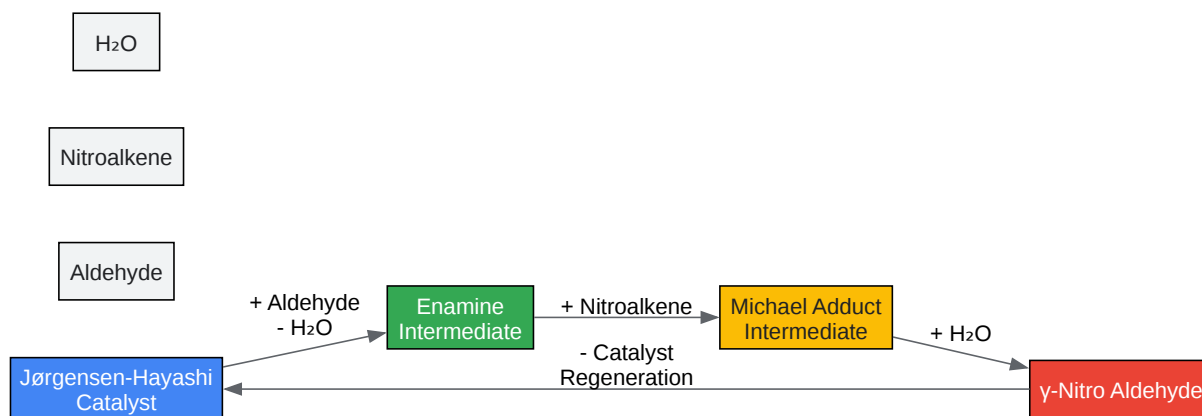 H₂O
Nitroalkene
Aldehyde
+ Aldehyde
- H₂O
Enamine
Intermediate
+ Nitroalkene
Michael Adduct
Intermediate
+ H₂O
- Catalyst
Regeneration
Jørgensen-Hayashi
Catalyst
γ-Nitro Aldehyde